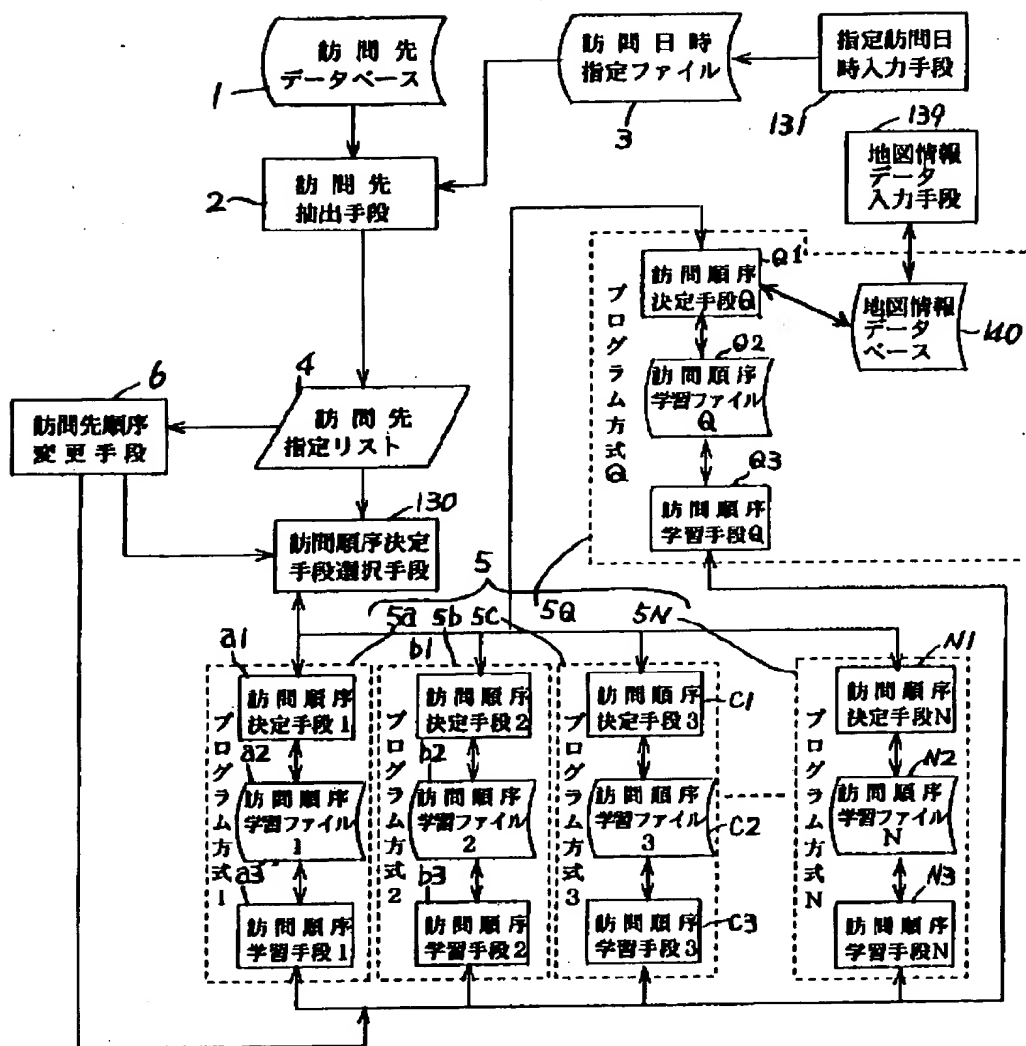 訪問先
データベース
1
訪問日時
指定ファイル
3
指定訪問日
時入力手段
131
139
地図情報
データ
入力手段
訪問先
抽出手段
2
プログラム方式Q
訪問順序
決定手段Q
Q1
地図情報
データ
ベース
140
Q2
訪問順序
学習ファイル
Q
Q3
訪問順序
学習手段Q
6
訪問先順序
変更手段
4
訪問先
指定リスト
130
訪問順序決定
手段選択手段
5
5a
5b
5c
5Q
5N
プログラム方式1
a1
訪問順序
決定手段1
a2
訪問順序
学習ファイル
1
a3
訪問順序
学習手段1
プログラム方式2
b1
訪問順序
決定手段2
b2
訪問順序
学習ファイル
2
b3
訪問順序
学習手段2
プログラム方式3
訪問順序
決定手段3
C1
訪問順序
学習ファイル
3
C2
訪問順序
学習手段3
C3
プログラム方式N
N1
訪問順序
決定手段N
N2
訪問順序
学習ファイル
N
N3
訪問順序
学習手段N